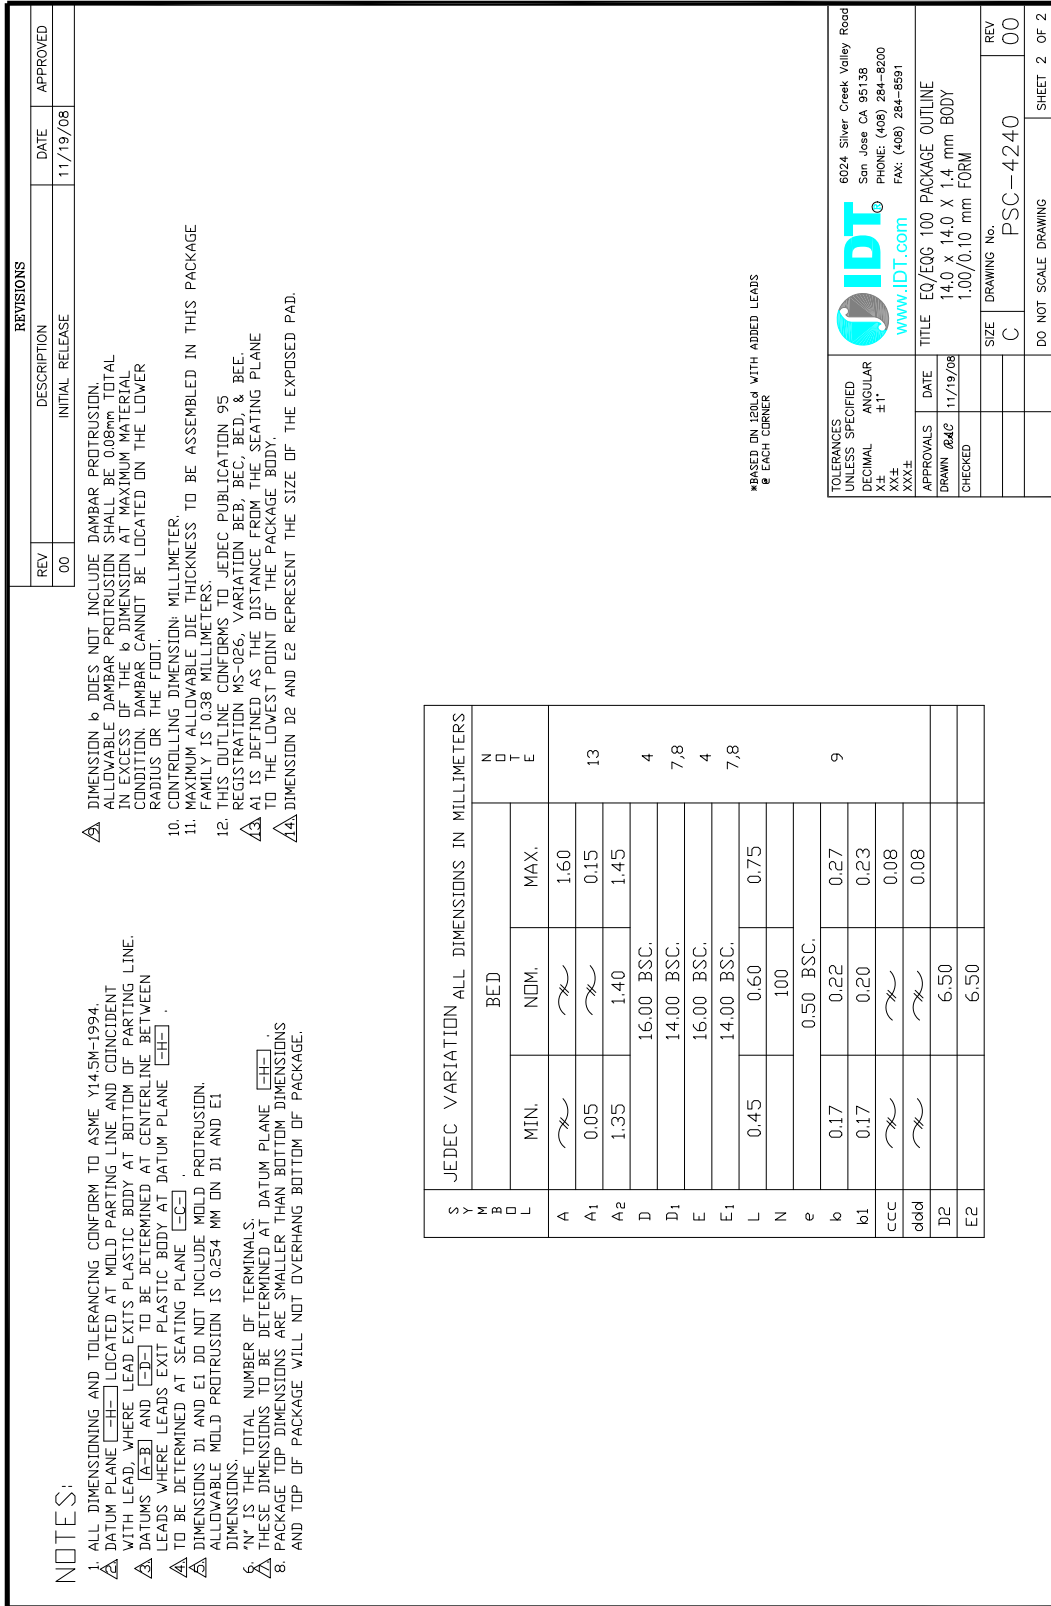 REVISIONS
REV DESCRIPTION DATE APPROVED
00 INITIAL RELEASE 11/19/08
NOTES:
1. ALL DIMENSIONING AND TOLERANCING CONFORM TO ASME Y14.5M-1994.
2. DATUM PLANE -H- LOCATED AT MOLD PARTING LINE AND COINCIDENT
WITH LEAD, WHERE LEAD EXITS PLASTIC BODY AT BOTTOM OF PARTING LINE.
3. DATUMS A-B AND -D- TO BE DETERMINED AT CENTERLINE BETWEEN
LEADS WHERE LEADS EXIT PLASTIC BODY AT DATUM PLANE -H- .
4. TO BE DETERMINED AT SEATING PLANE -C- .
5. DIMENSIONS D1 AND E1 DO NOT INCLUDE MOLD PROTRUSION.
ALLOWABLE MOLD PROTRUSION IS 0.254 MM ON D1 AND E1
DIMENSIONS.
6. "N" IS THE TOTAL NUMBER OF TERMINALS.
7. THESE DIMENSIONS TO BE DETERMINED AT DATUM PLANE -H- .
8. PACKAGE TOP DIMENSIONS ARE SMALLER THAN BOTTOM DIMENSIONS
AND TOP OF PACKAGE WILL NOT OVERHANG BOTTOM OF PACKAGE.
9. DIMENSION b DOES NOT INCLUDE DAMBAR PROTRUSION.
ALLOWABLE DAMBAR PROTRUSION SHALL BE 0.08mm TOTAL
IN EXCESS OF THE b DIMENSION AT MAXIMUM MATERIAL
CONDITION. DAMBAR CANNOT BE LOCATED ON THE LOWER
RADIUS OR THE FOOT.
10. CONTROLLING DIMENSION: MILLIMETER.
11. MAXIMUM ALLOWABLE DIE THICKNESS TO BE ASSEMBLED IN THIS PACKAGE
FAMILY IS 0.38 MILLIMETERS.
12. THIS OUTLINE CONFORMS TO JEDEC PUBLICATION 95
REGISTRATION MS-026, VARIATION BEB, BEC, BED, & BEE.
13. A1 IS DEFINED AS THE DISTANCE FROM THE SEATING PLANE
TO THE LOWEST POINT OF THE PACKAGE BODY.
14. DIMENSION D2 AND E2 REPRESENT THE SIZE OF THE EXPOSED PAD.
SYMBOL JEDEC VARIATION ALL DIMENSIONS IN MILLIMETERS
BED NOTE
MIN. NOM. MAX.
A 1.60
A1 0.05 0.15 13
A2 1.35 1.40 1.45
D 16.00 BSC. 4
D1 14.00 BSC. 7,8
E 16.00 BSC. 4
E1 14.00 BSC. 7,8
L 0.45 0.60 0.75
N 100
e 0.50 BSC.
b 0.17 0.22 0.27 9
b1 0.17 0.20 0.23
ccc 0.08
ddd 0.08
D2 6.50
E2 6.50
*BASED ON 120Ld WITH ADDED LEADS
@ EACH CORNER
TOLERANCES
UNLESS SPECIFIED
DECIMAL ANGULAR
X± ±1°
XX±
XXX±
IDT®
www.IDT.com
6024 Silver Creek Valley Road
San Jose CA 95138
PHONE: (408) 284-8200
FAX: (408) 284-8591
APPROVALS DATE
DRAWN 11/19/08
CHECKED
TITLE EQ/EQG 100 PACKAGE OUTLINE
14.0 x 14.0 X 1.4 mm BODY
1.00/0.10 mm FORM
SIZE DRAWING No. REV
C PSC-4240 00
DO NOT SCALE DRAWING SHEET 2 OF 2